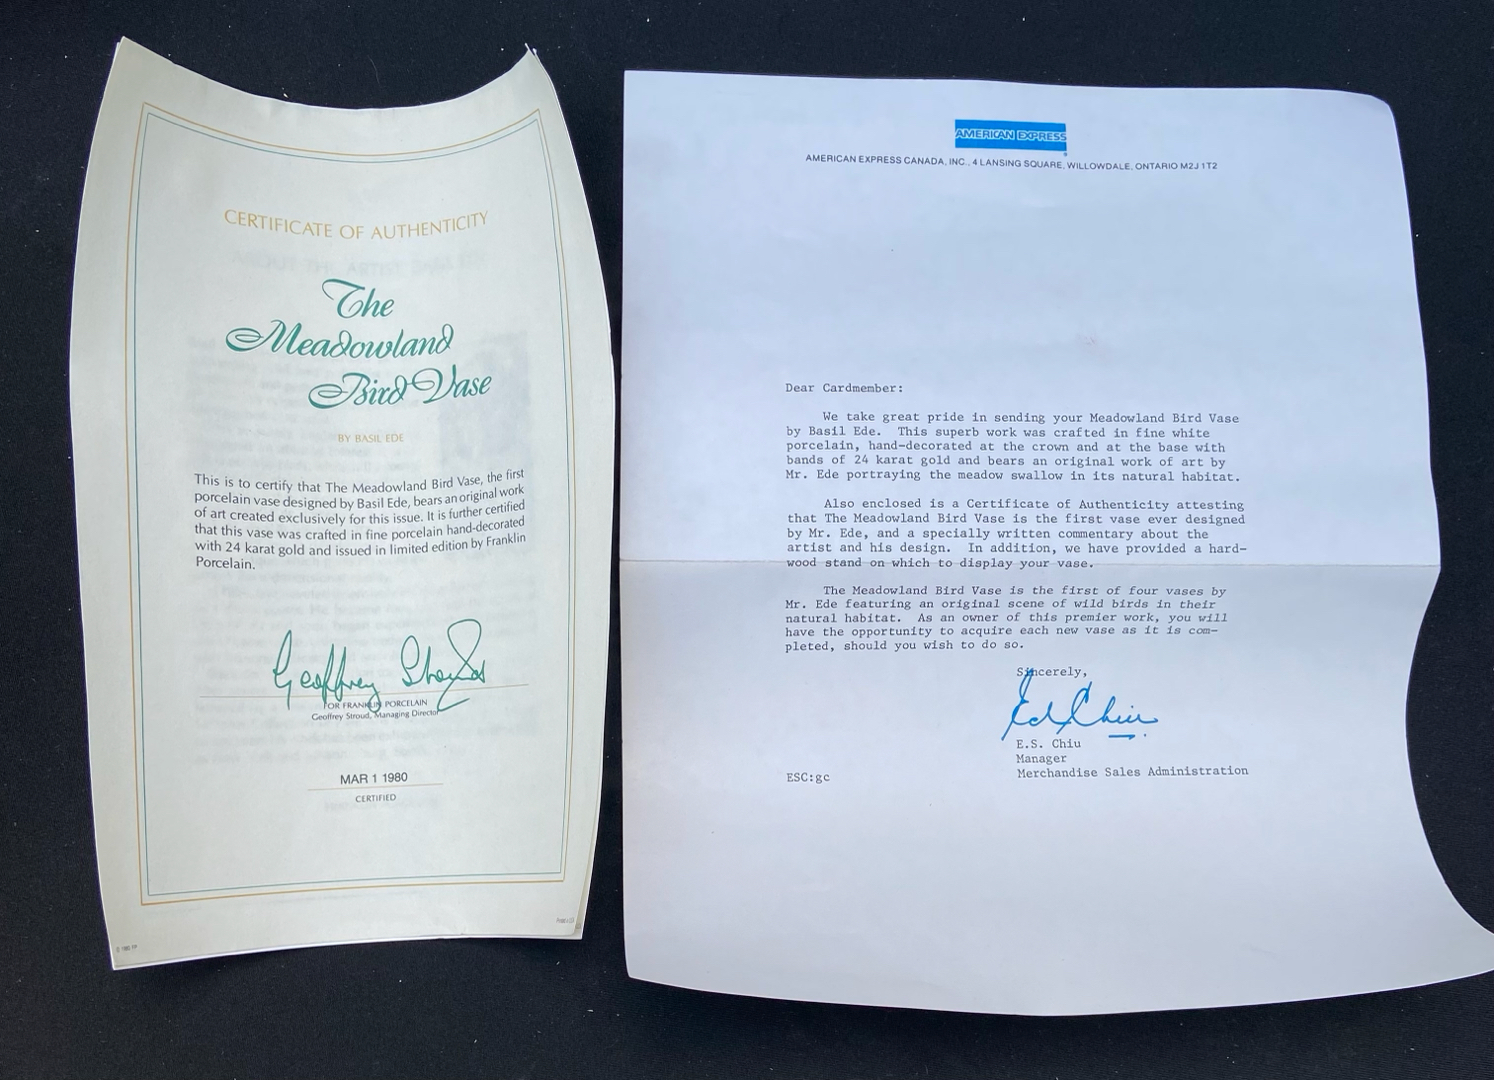 CERTIFICATE OF AUTHENTICITY
The
Meadowland
Bird Vase
BY BASIL EDE
This is to certify that The Meadowland Bird Vase, the first
porcelain vase designed by Basil Ede, bears an original work
of art created exclusively for this issue. It is further certified
that this vase was crafted in fine porcelain hand-decorated
with 24 karat gold and issued in limited edition by Franklin
Porcelain.
Geoffrey Stroud
FOR FRANKLIN PORCELAIN
Geoffrey Stroud, Managing Director
MAR 1 1980
CERTIFIED
AMERICAN EXPRESS
AMERICAN EXPRESS CANADA, INC., 4 LANSING SQUARE, WILLOWDALE, ONTARIO M2J 1T2
Dear Cardmember:
We take great pride in sending your Meadowland Bird Vase
by Basil Ede. This superb work was crafted in fine white
porcelain, hand-decorated at the crown and at the base with
bands of 24 karat gold and bears an original work of art by
Mr. Ede portraying the meadow swallow in its natural habitat.
Also enclosed is a Certificate of Authenticity attesting
that The Meadowland Bird Vase is the first vase ever designed
by Mr. Ede, and a specially written commentary about the
artist and his design. In addition, we have provided a hard-
wood stand on which to display your vase.
The Meadowland Bird Vase is the first of four vases by
Mr. Ede featuring an original scene of wild birds in their
natural habitat. As an owner of this premier work, you will
have the opportunity to acquire each new vase as it is com-
pleted, should you wish to do so.
Sincerely,
Ed Chiu
E.S. Chiu
Manager
Merchandise Sales Administration
ESC:gc